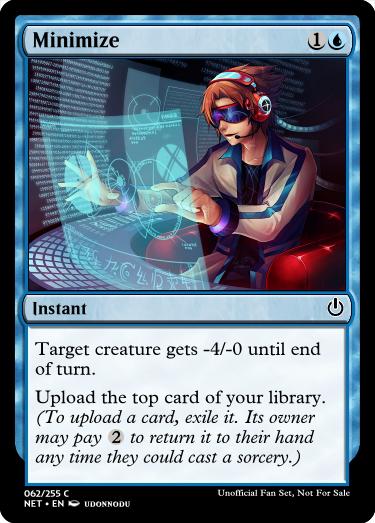 Minimize 1
Instant
Target creature gets -4/-0 until end
of turn.
Upload the top card of your library.
(To upload a card, exile it. Its owner
may pay 2 to return it to their hand
any time they could cast a sorcery.)
062/255 C
NET • EN UDONNODU
Unofficial Fan Set, Not For Sale